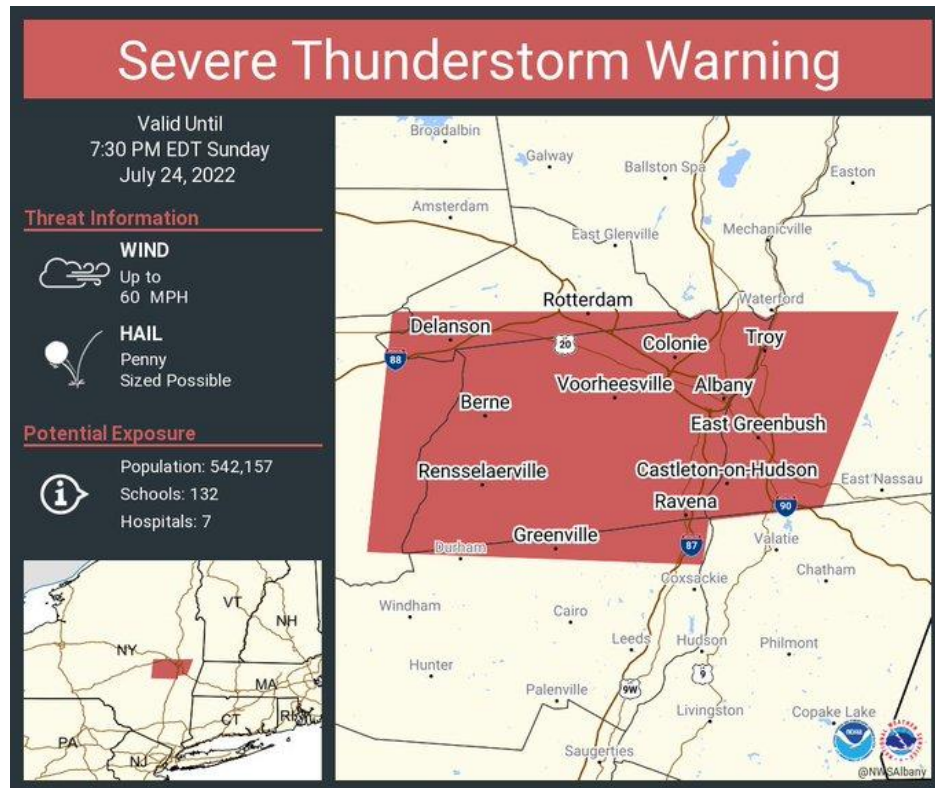 Severe Thunderstorm Warning
Valid Until
7:30 PM EDT Sunday
July 24, 2022
Threat Information
WIND
Up to
60 MPH
HAIL
Penny
Sized Possible
Potential Exposure
Population: 542,157
Schools: 132
Hospitals: 7
Broadalbin
Galway
Ballston Spa
Easton
Amsterdam
East Glenville
Mechanicville
Rotterdam
Waterford
Delanson
20
Colonie
Troy
88
Voorheesville
Albany
Berne
East Greenbush
Rensselaerville
Castleton-on-Hudson
East Nassau
Ravena
90
Greenville
87
Valatie
Durham
Coxsackie
Chatham
Windham
Cairo
Leeds
Hudson
Philmont
Hunter
9
Palenville
9W
Livingston
Copake Lake
Saugerties
@NWSAlbany
VT
NH
NY
MA
CT
RI
PA
NJ